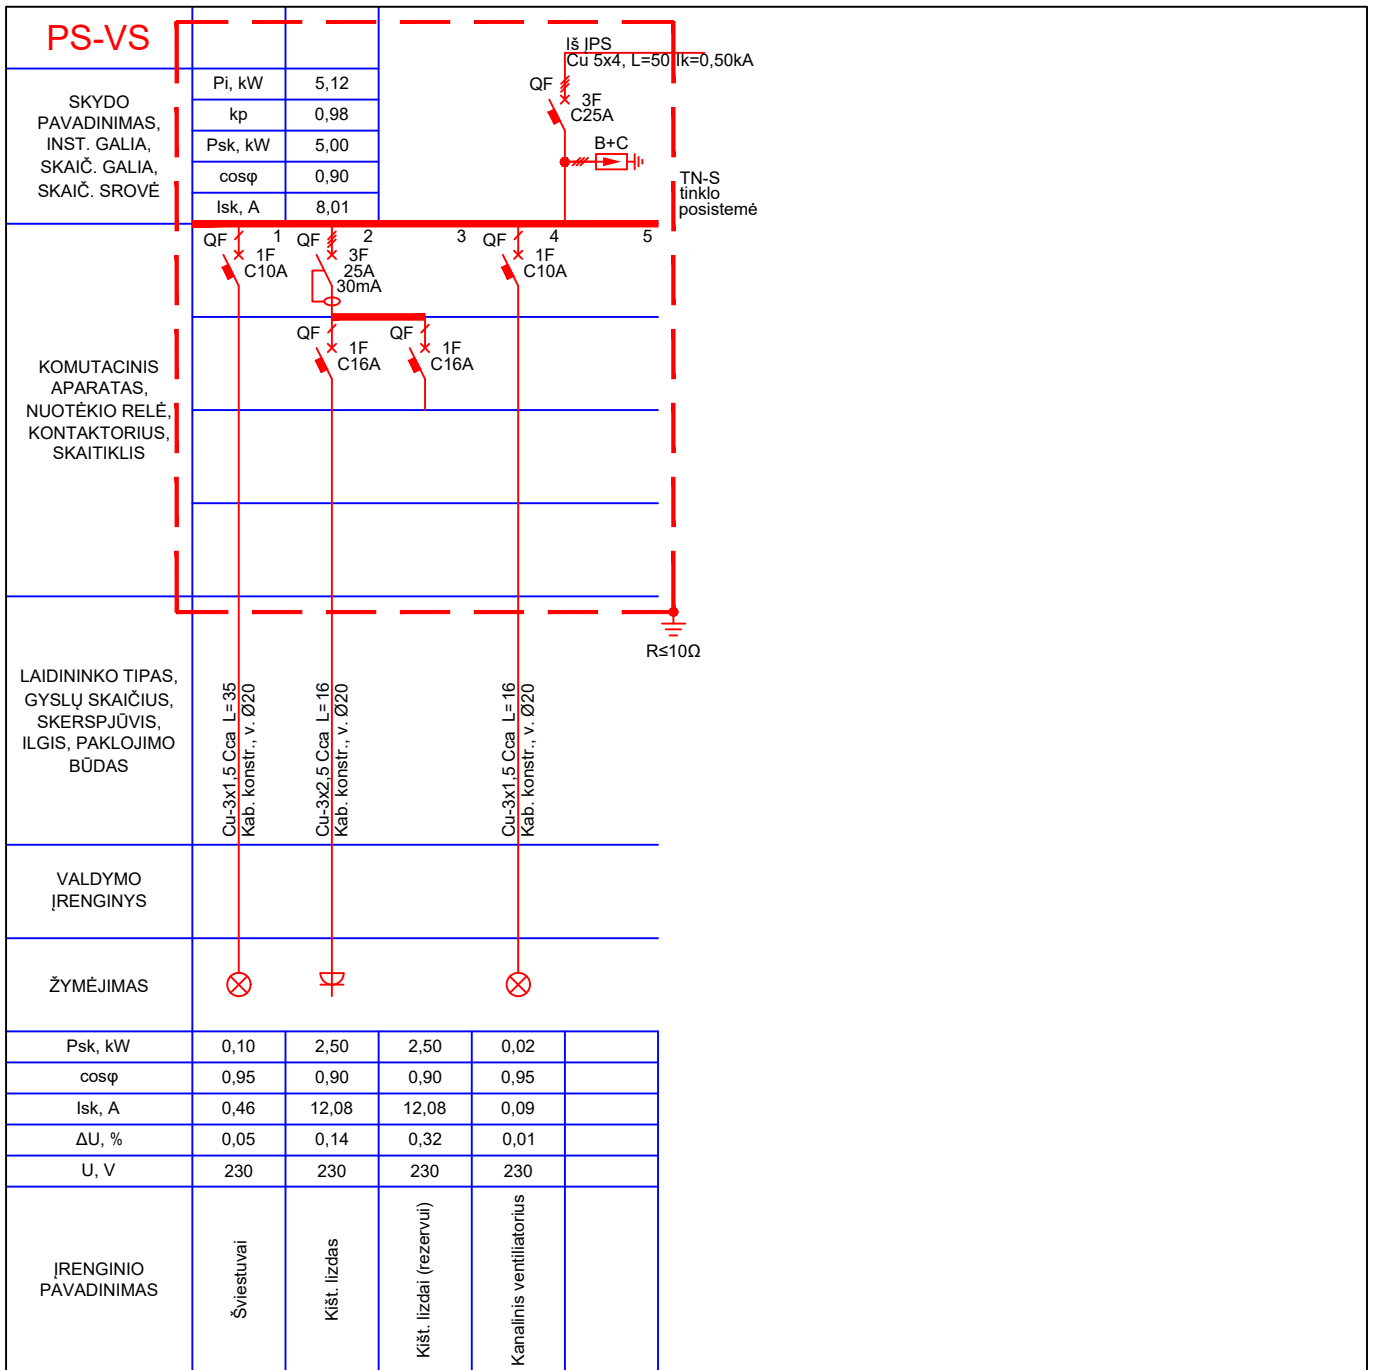 PS-VS
SKYDO
PAVADINIMAS,
INST. GALIA,
SKAIČ. GALIA,
SKAIČ. SROVĖ
Pi, kW 5,12
kp 0,98
Psk, kW 5,00
cosφ 0,90
Isk, A 8,01
Iš ĮPS
Cu 5x4, L=50 Ik=0,50kA
QF
3F
C25A
B+C
TN-S
tinklo
posistemė
1 2 3 4 5
QF
1F
C10A
QF
3F
25A
30mA
QF
1F
C10A
QF
1F
C16A
QF
1F
C16A
KOMUTACINIS
APARATAS,
NUOTĖKIO RELĖ,
KONTAKTORIUS,
SKAITIKLIS
R≤10Ω
LAIDININKO TIPAS,
GYSLŲ SKAIČIUS,
SKERSPJŪVIS,
ILGIS, PAKLOJIMO
BŪDAS
Cu-3x1,5 Cca L=35
Kab. konstr., v. Ø20
Cu-3x2,5 Cca L=16
Kab. konstr., v. Ø20
Cu-3x1,5 Cca L=16
Kab. konstr., v. Ø20
VALDYMO
ĮRENGINYS
ŽYMĖJIMAS
Psk, kW 0,10 2,50 2,50 0,02
cosφ 0,95 0,90 0,90 0,95
Isk, A 0,46 12,08 12,08 0,09
ΔU, % 0,05 0,14 0,32 0,01
U, V 230 230 230 230
ĮRENGINIO
PAVADINIMAS
Šviestuvai
Kišt. lizdas
Kišt. lizdai (rezervui)
Kanalinis ventiliatorius